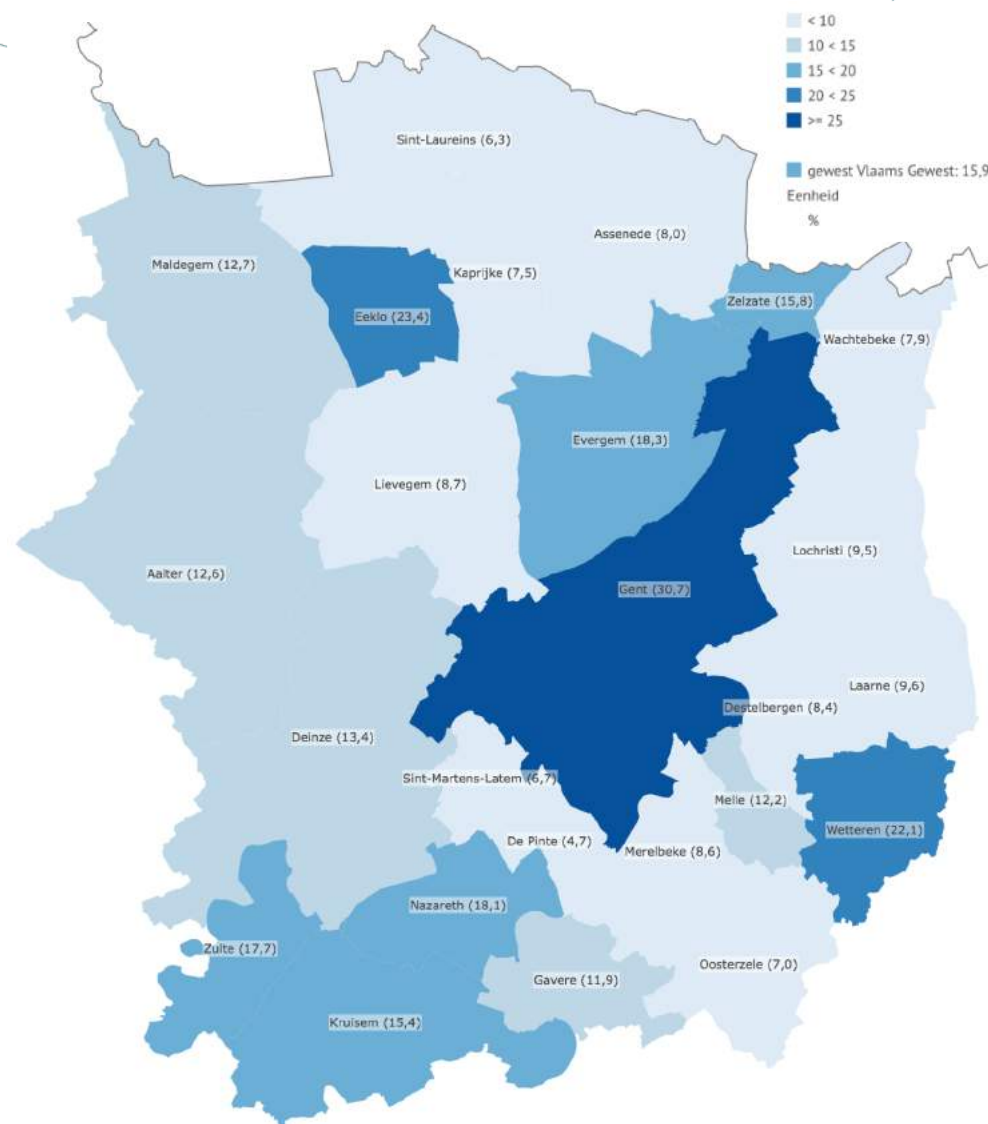 < 10
10 < 15
15 < 20
20 < 25
>= 25
gewest Vlaams Gewest: 15,9
Eenheid
%
Sint-Laureins (6,3)
Assenede (8,0)
Maldegem (12,7)
Kaprijke (7,5)
Zelzate (15,8)
Eeklo (23,4)
Wachtebeke (7,9)
Evergem (18,3)
Lievegem (8,7)
Lochristi (9,5)
Aalter (12,6)
Gent (30,7)
Laarne (9,6)
Destelbergen (8,4)
Deinze (13,4)
Sint-Martens-Latem (6,7)
Melle (12,2)
Wetteren (22,1)
De Pinte (4,7)
Merelbeke (8,6)
Nazareth (18,1)
Zulte (17,7)
Oosterzele (7,0)
Gavere (11,9)
Kruisem (15,4)